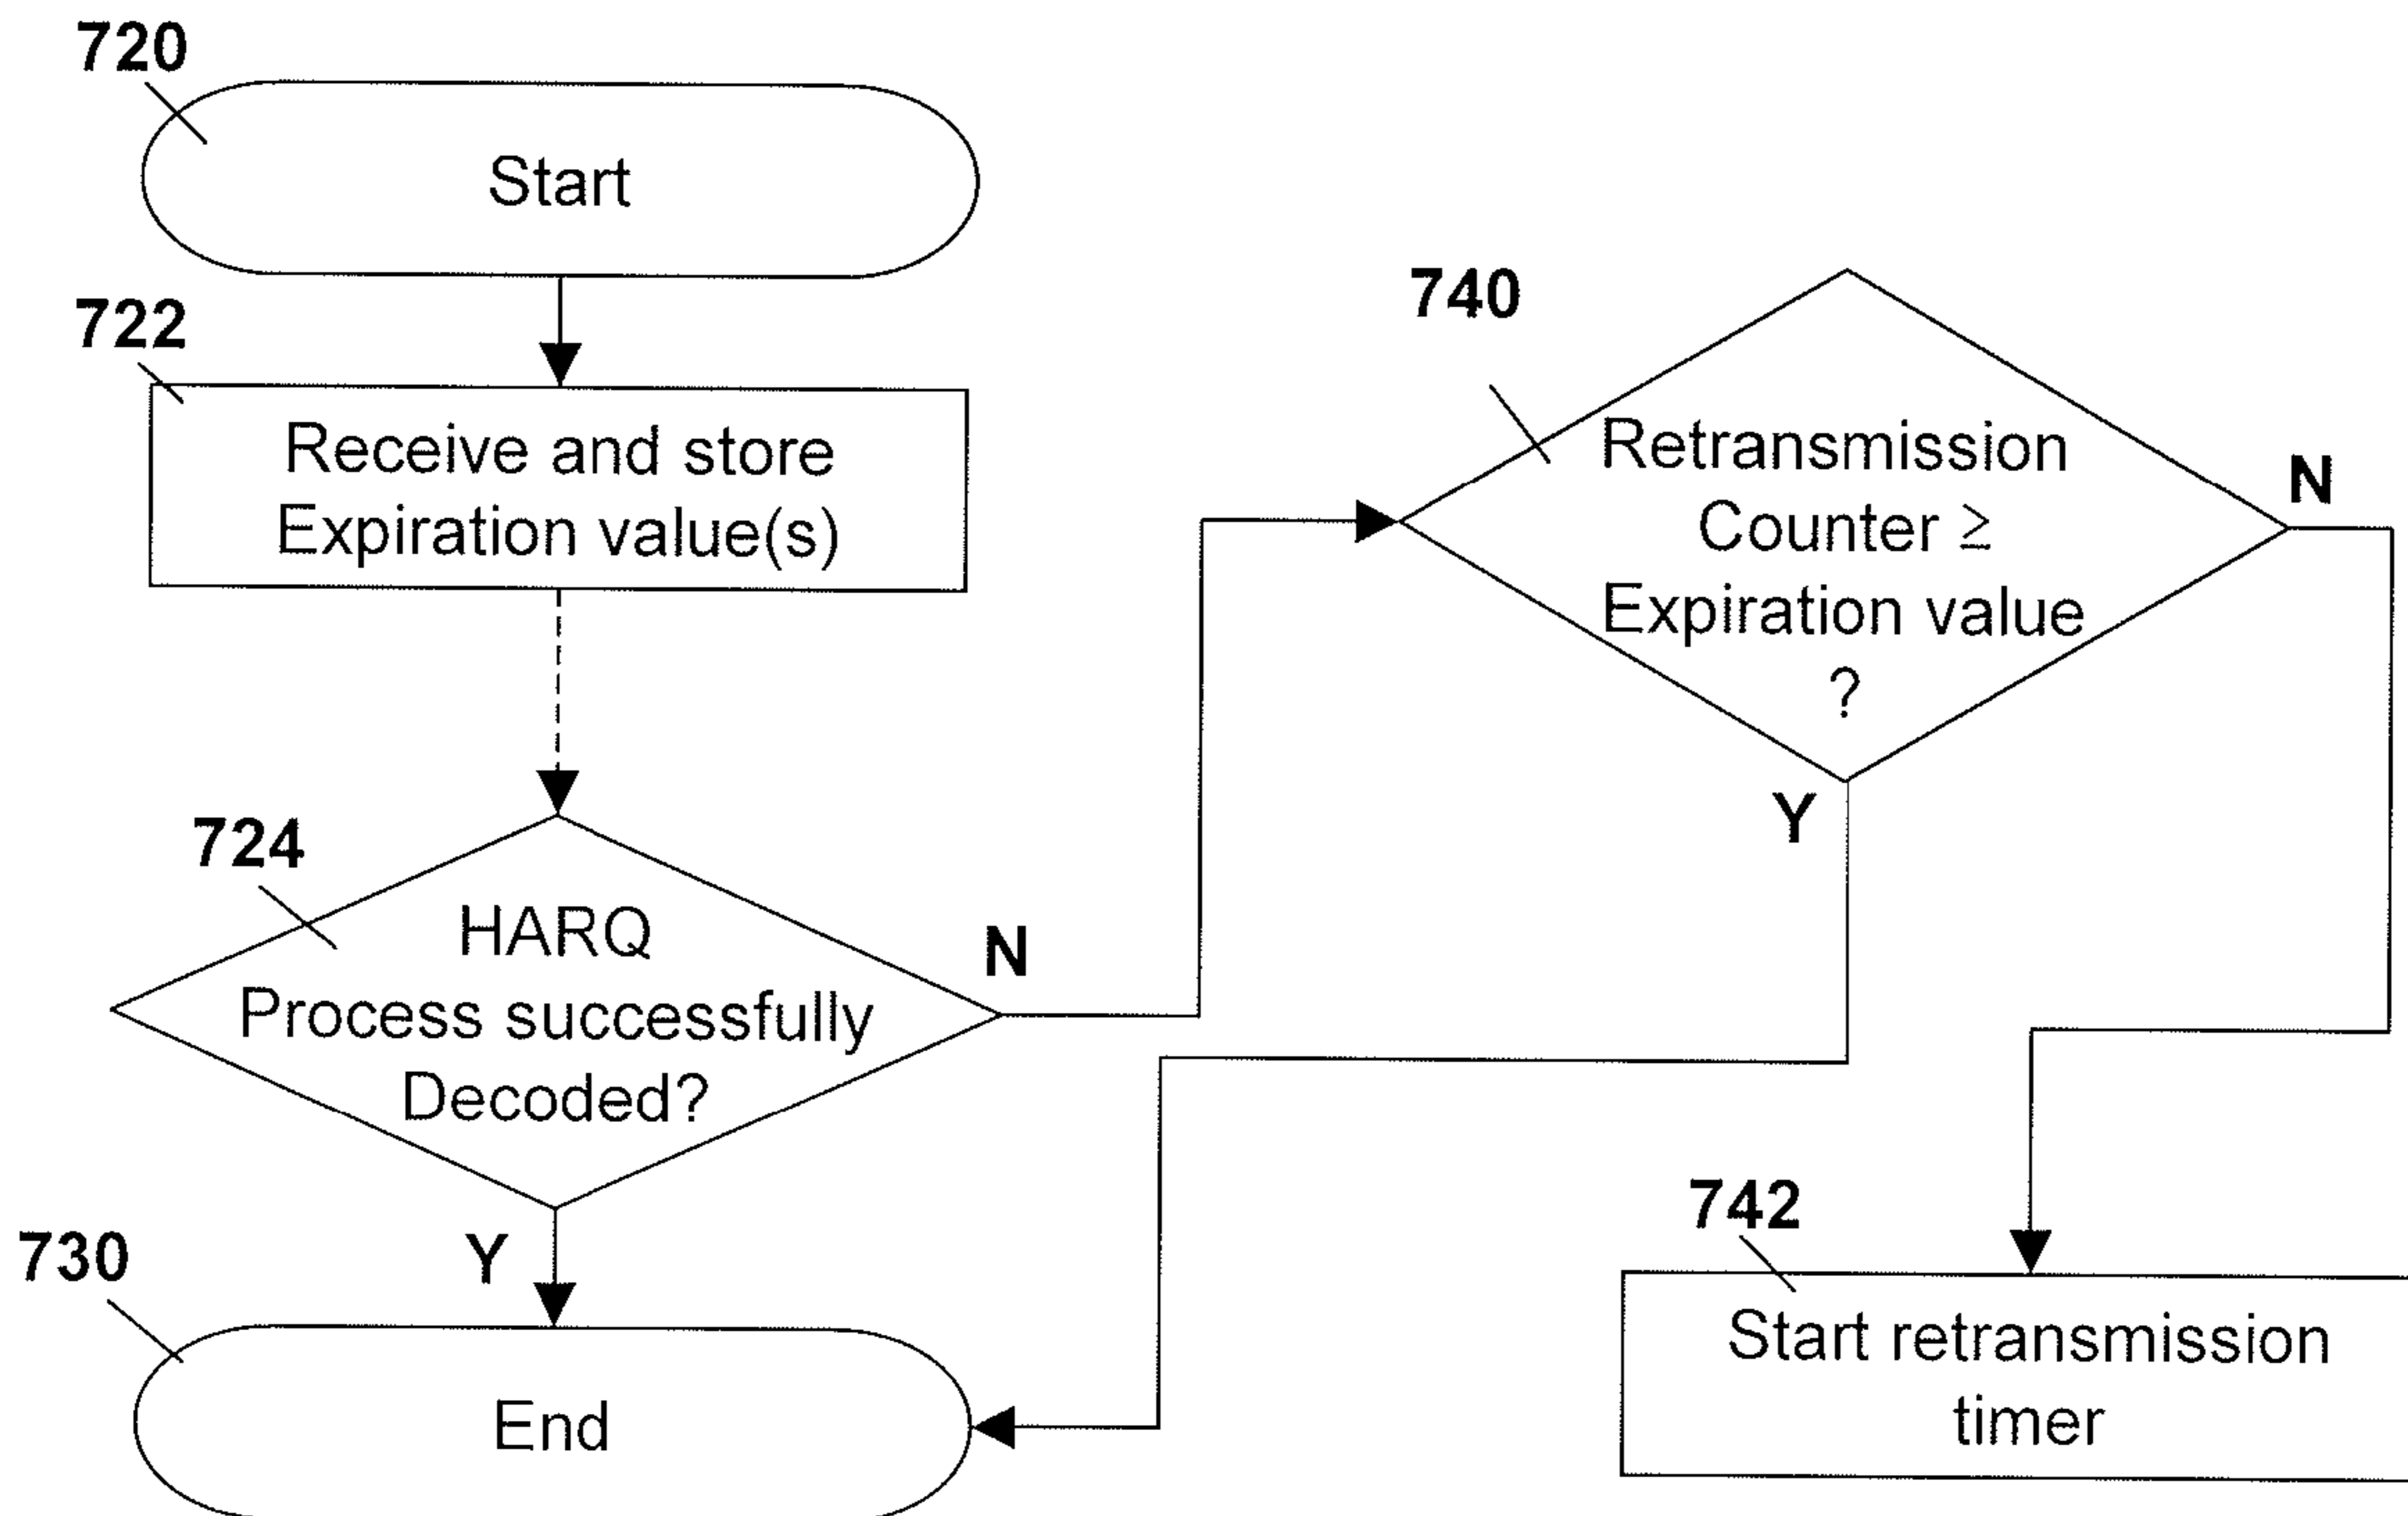 720
Start
722
Receive and store
Expiration value(s)
724
HARQ
Process successfully
Decoded?
N
Y
730
End
740
Retransmission
Counter ≥
Expiration value
?
N
Y
742
Start retransmission
timer